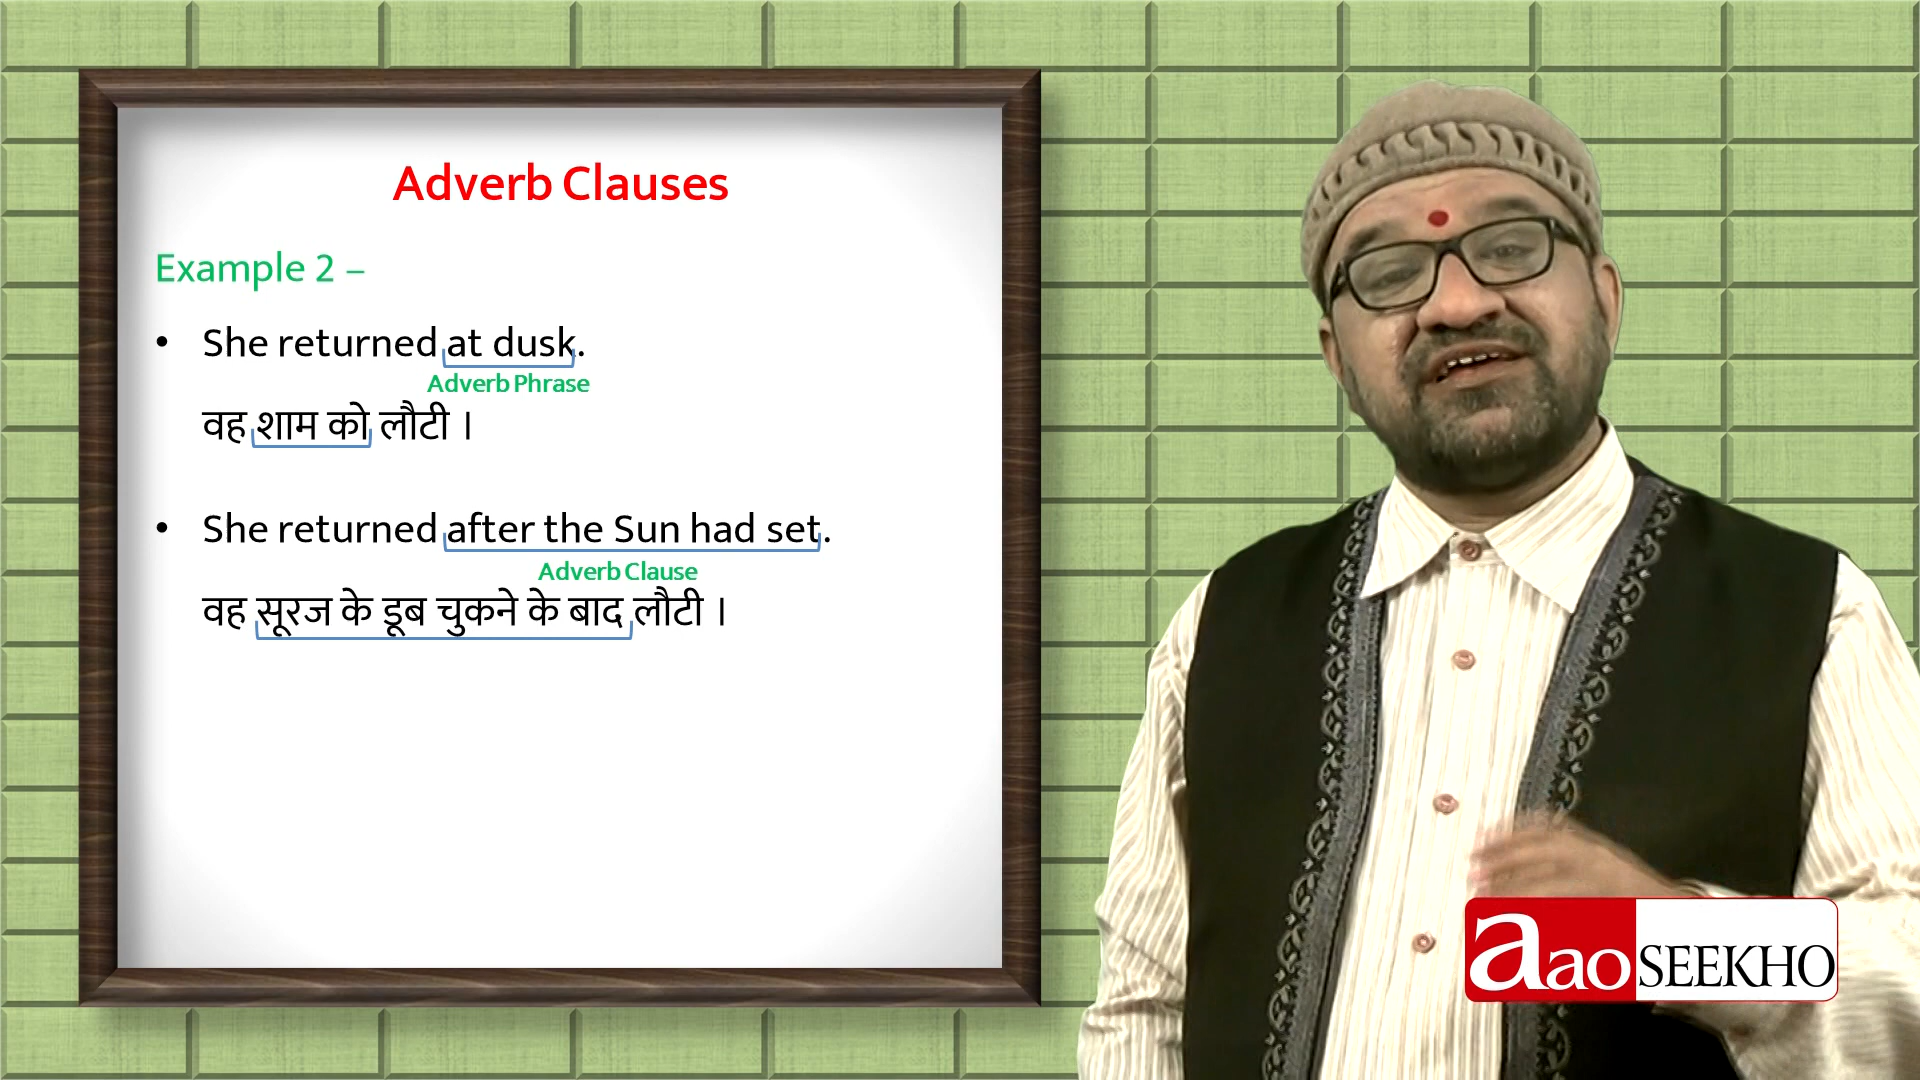 Adverb Clauses
Example 2 –
• She returned at dusk.
Adverb Phrase
वह शाम को लौटी ।
• She returned after the Sun had set.
Adverb Clause
वह सूरज के डूब चुकने के बाद लौटी ।
aao SEEKHO